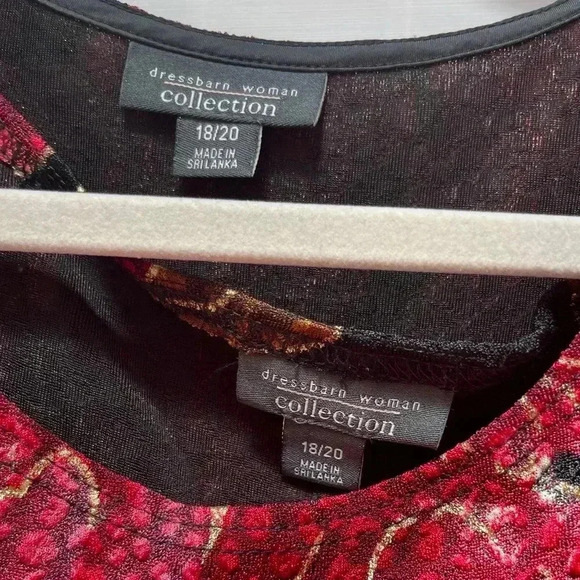 dressbarn woman
collection
18/20
MADE IN
SRI LANKA
dressbarn woman
collection
18/20
MADE IN
SRI LANKA